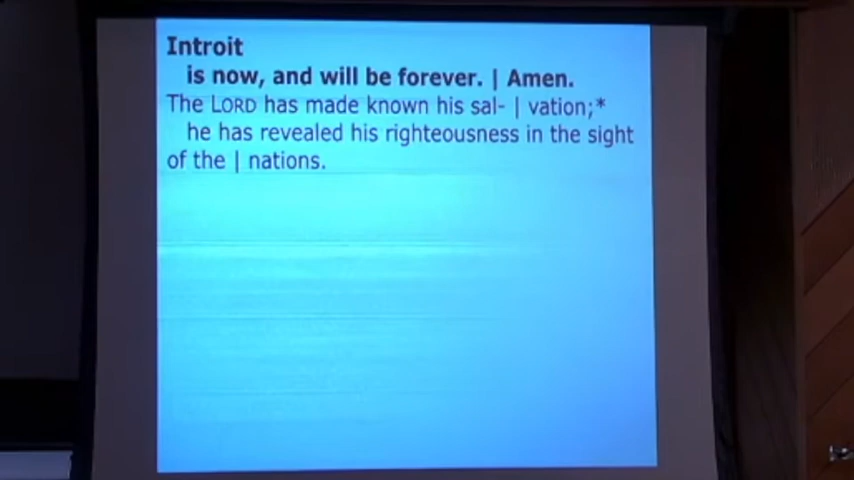 Introit
is now, and will be forever. | Amen.
The LORD has made known his sal- | vation;*
he has revealed his righteousness in the sight
of the | nations.